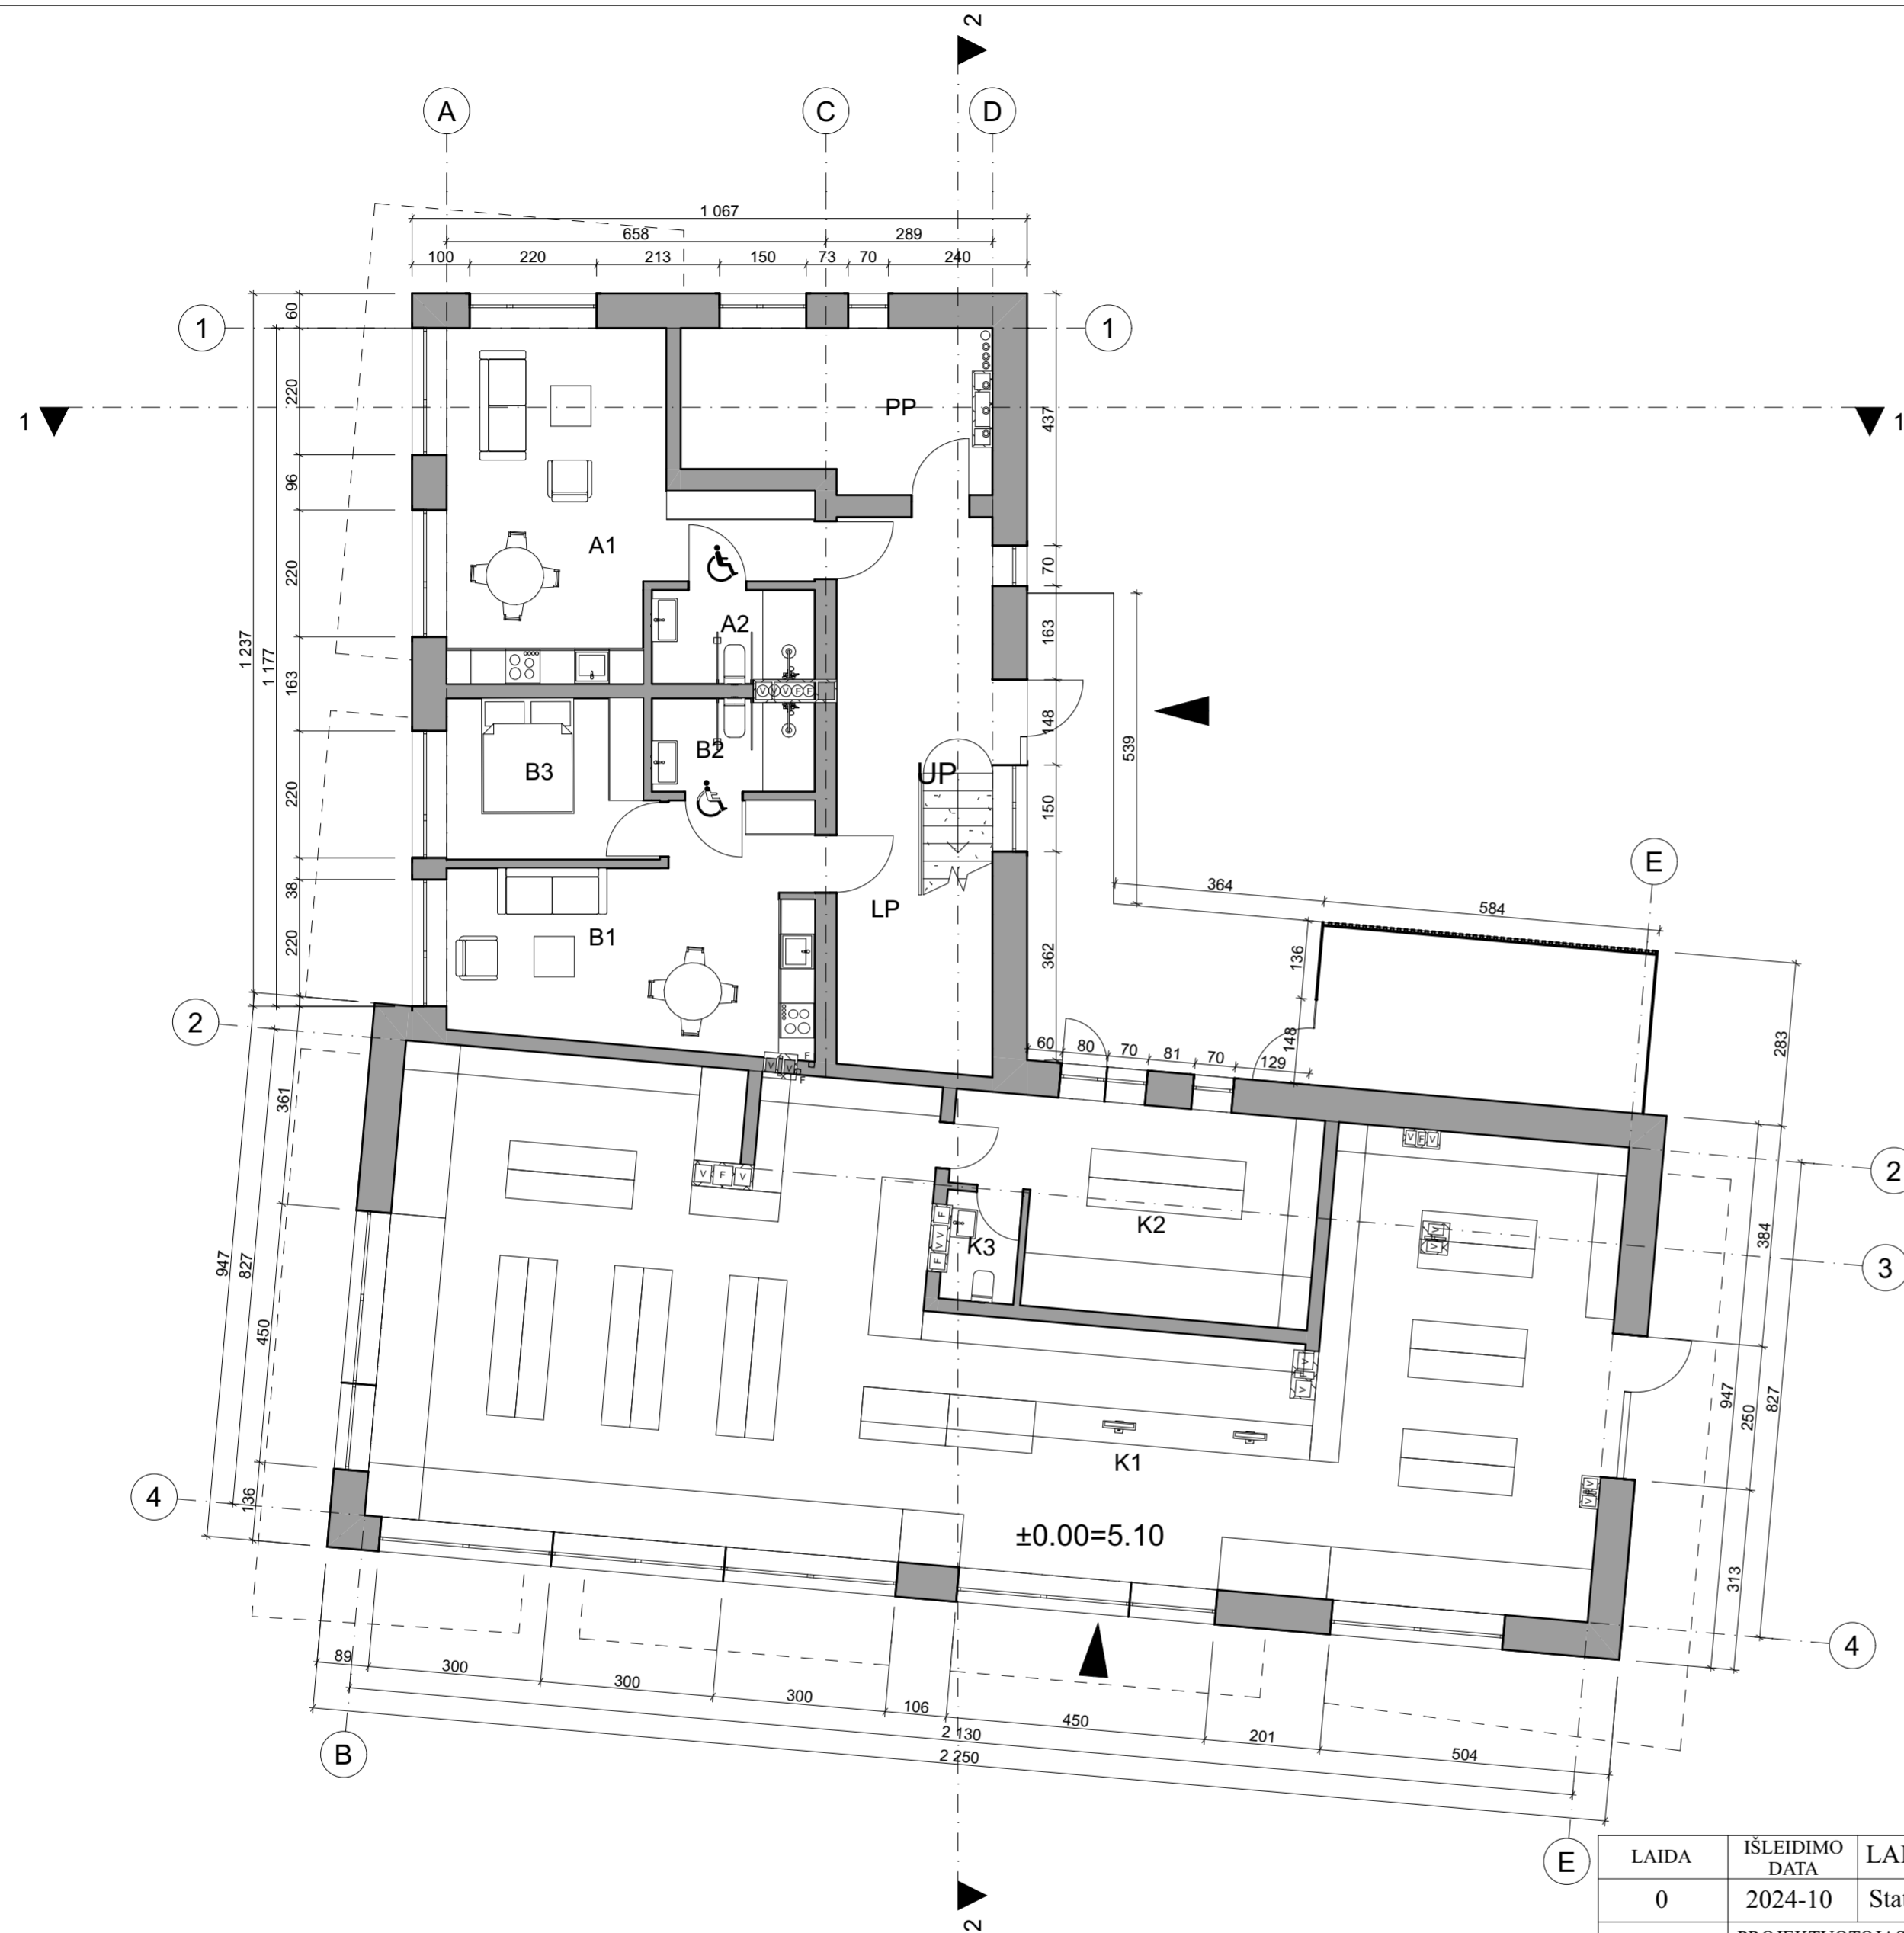 2
A
C
D
1 067
658
289
100
220
213
150
73
70
240
1
1
60
220
96
220
163
220
38
220
1 237
1 177
437
70
163
148
150
362
539
1
1
PP
A1
A2
V
V
V
F
F
B2
B3
UP
LP
B1
E
364
584
136
148
283
60
80
70
81
70
129
2
2
361
450
136
947
827
V
V
F
F
V
F
V
V
F
V
F
V
V
F
K3
K2
V
V
V
V
3
384
250
313
947
827
V
V
K1
4
4
±0.00=5.10
89
300
300
300
106
450
201
504
2 130
2 250
B
E
2
LAIDA
IŠLEIDIMO
DATA
0
2024-10